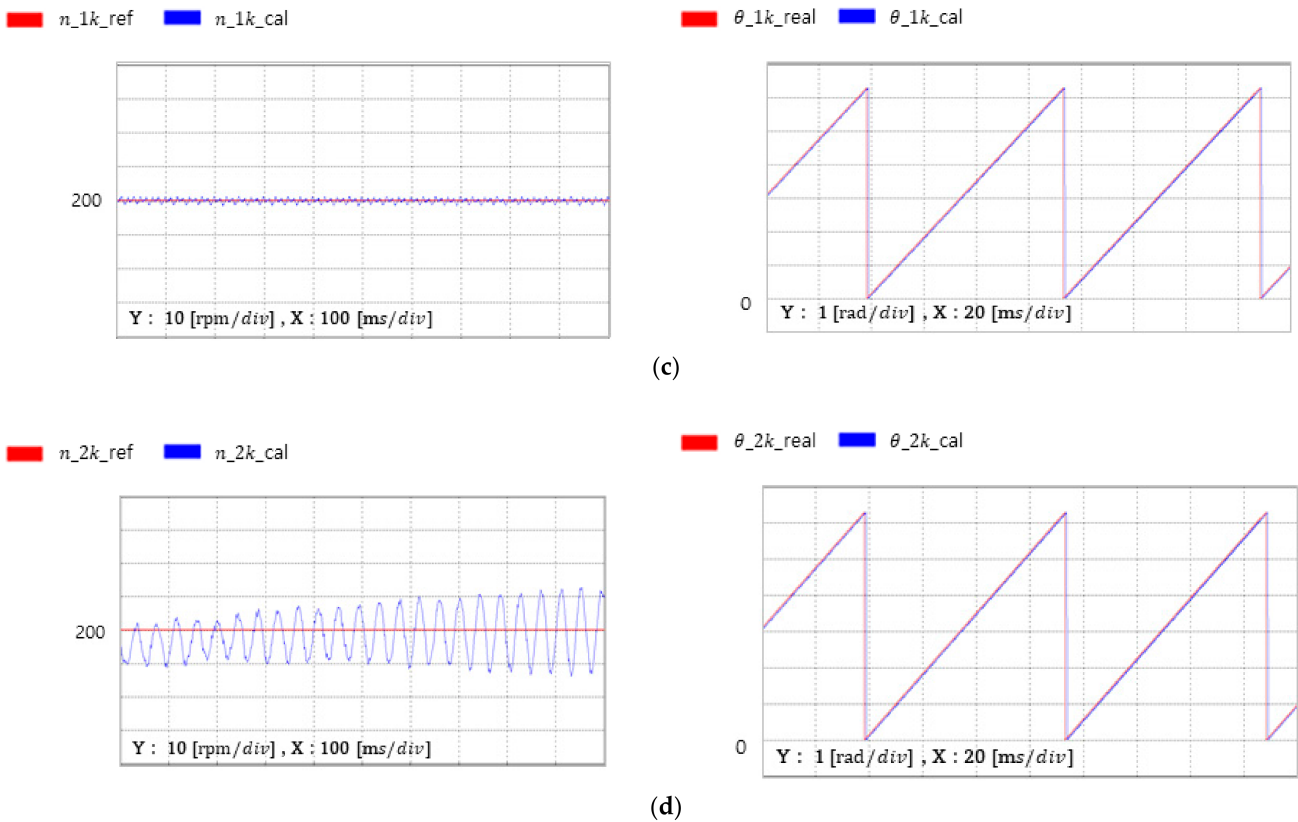 n_1k_ref n_1k_cal
θ_1k_real θ_1k_cal
200
Y : 10 [rpm/div] , X : 100 [ms/div]
0
Y : 1 [rad/div] , X : 20 [ms/div]
(c)
n_2k_ref n_2k_cal
θ_2k_real θ_2k_cal
200
Y : 10 [rpm/div] , X : 100 [ms/div]
0
Y : 1 [rad/div] , X : 20 [ms/div]
(d)